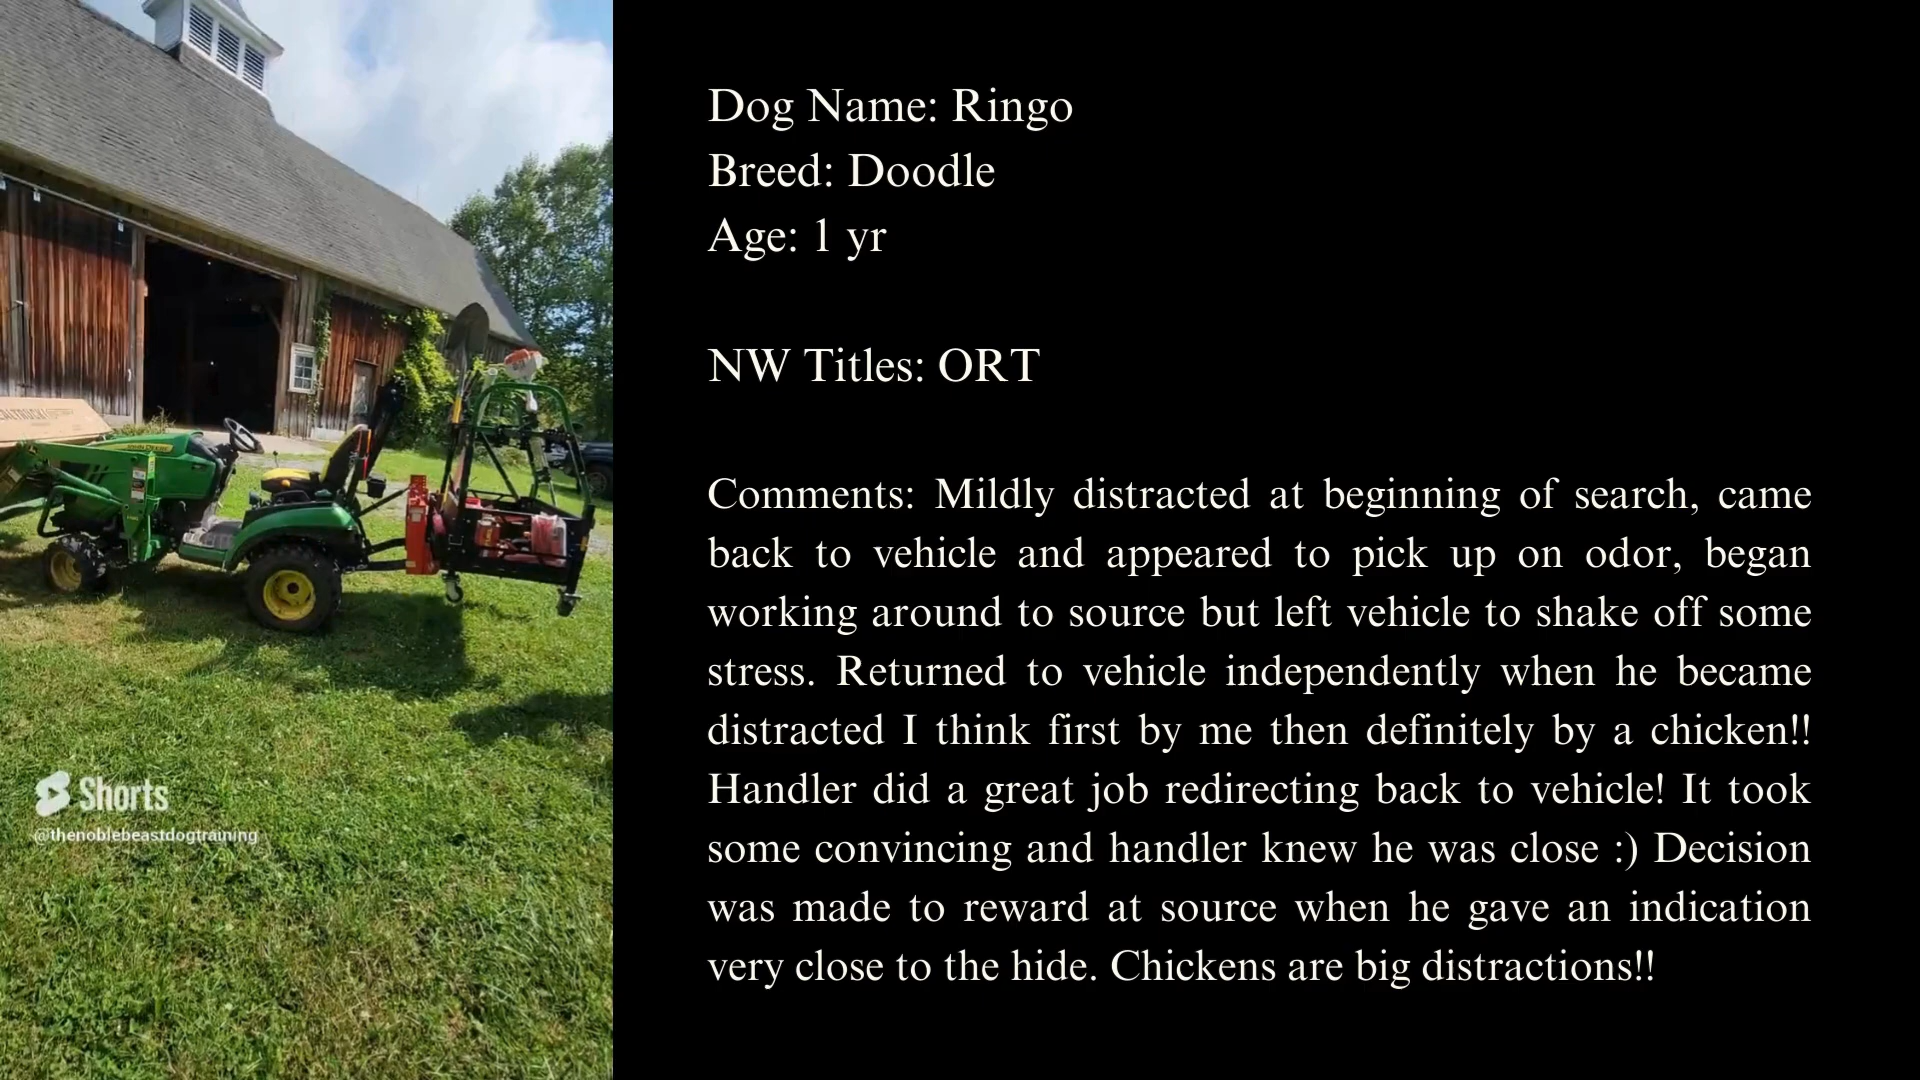 Dog Name: Ringo
Breed: Doodle
Age: 1 yr
NW Titles: ORT
Comments: Mildly distracted at beginning of search, came
back to vehicle and appeared to pick up on odor, began
working around to source but left vehicle to shake off some
stress. Returned to vehicle independently when he became
distracted I think first by me then definitely by a chicken!!
Handler did a great job redirecting back to vehicle! It took
some convincing and handler knew he was close :) Decision
was made to reward at source when he gave an indication
very close to the hide. Chickens are big distractions!!
JOHN DEERE
Shorts
@thenoblebeastdogtraining